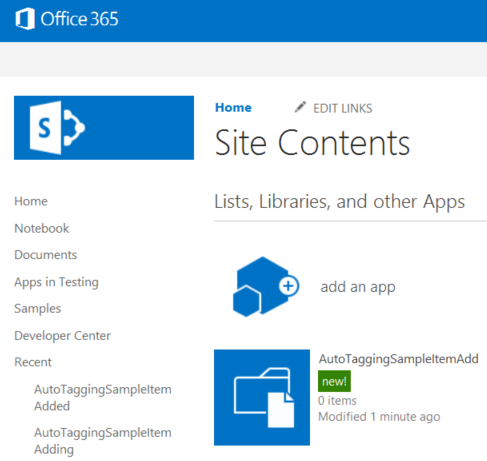 Office 365
S
Home
EDIT LINKS
Site Contents
Home
Notebook
Documents
Apps in Testing
Samples
Developer Center
Recent
AutoTaggingSampleItem
Added
AutoTaggingSampleItem
Adding
Lists, Libraries, and other Apps
add an app
AutoTaggingSampleItemAdd
new!
0 items
Modified 1 minute ago